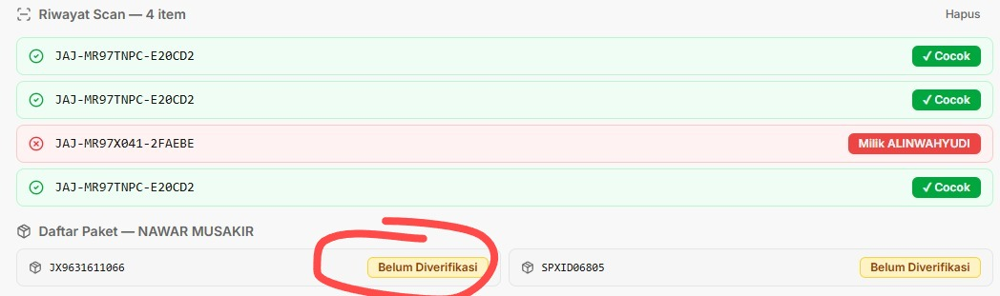 Riwayat Scan — 4 item Hapus
JAJ-MR97TNPC-E20CD2 ✓ Cocok
JAJ-MR97TNPC-E20CD2 ✓ Cocok
JAJ-MR97X041-2FAEBE Milik ALINWAHYUDI
JAJ-MR97TNPC-E20CD2 ✓ Cocok
Daftar Paket — NAWAR MUSAKIR
JX9631611066 Belum Diverifikasi SPXID06805 Belum Diverifikasi